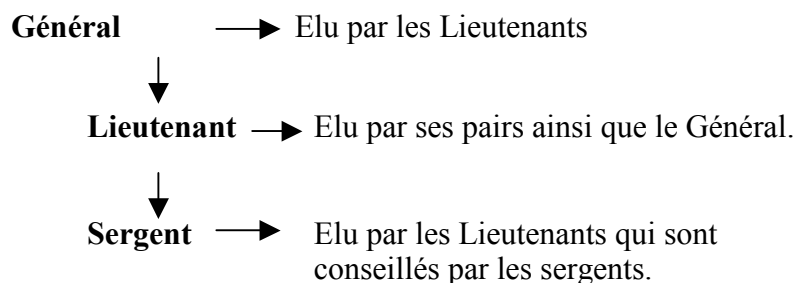 Général Elu par les Lieutenants
Lieutenant Elu par ses pairs ainsi que le Général.
Sergent Elu par les Lieutenants qui sont
conseillés par les sergents.